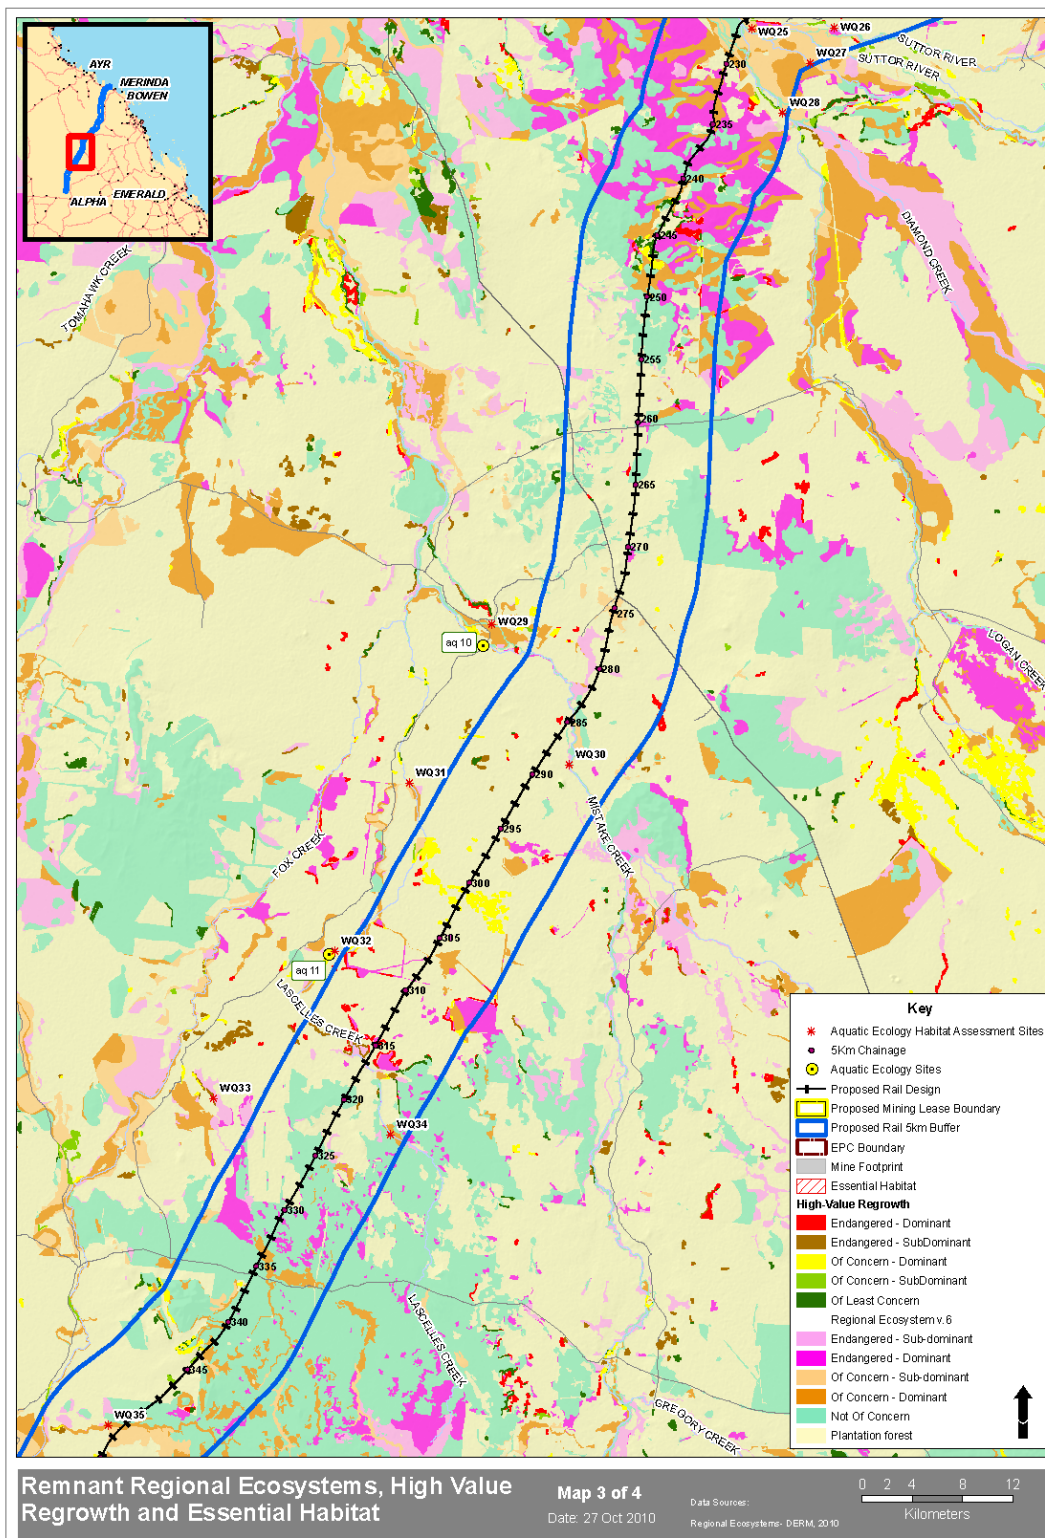 AYR
MERINDA
BOWEN
ALPHA
EMERALD
WQ25
WQ26
WQ27
WQ28
SUTTOR RIVER
SUTTOR RIVER
230
235
240
245
250
255
260
265
270
275
280
285
290
295
300
305
310
315
320
325
330
335
340
345
TOMAHAWK CREEK
DIAMOND CREEK
WQ29
aq 10
LOGAN CREEK
WQ30
WQ31
MISTAKE CREEK
FOX CREEK
WQ32
aq 11
LASCELLES CREEK
WQ33
WQ34
LASCELLES CREEK
GREGORY CREEK
WQ35
Key
Aquatic Ecology Habitat Assessment Sites
5Km Chainage
Aquatic Ecology Sites
Proposed Rail Design
Proposed Mining Lease Boundary
Proposed Rail 5km Buffer
EPC Boundary
Mine Footprint
Essential Habitat
High-Value Regrowth
Endangered - Dominant
Endangered - SubDominant
Of Concern - Dominant
Of Concern - SubDominant
Of Least Concern
Regional Ecosystem v.6
Endangered - Sub-dominant
Endangered - Dominant
Of Concern - Sub-dominant
Of Concern - Dominant
Not Of Concern
Plantation forest
Remnant Regional Ecosystems, High Value
Regrowth and Essential Habitat
Map 3 of 4
Date: 27 Oct 2010
Data Sources:
Regional Ecosystems- DERM, 2010
0 2 4 8 12
Kilometers